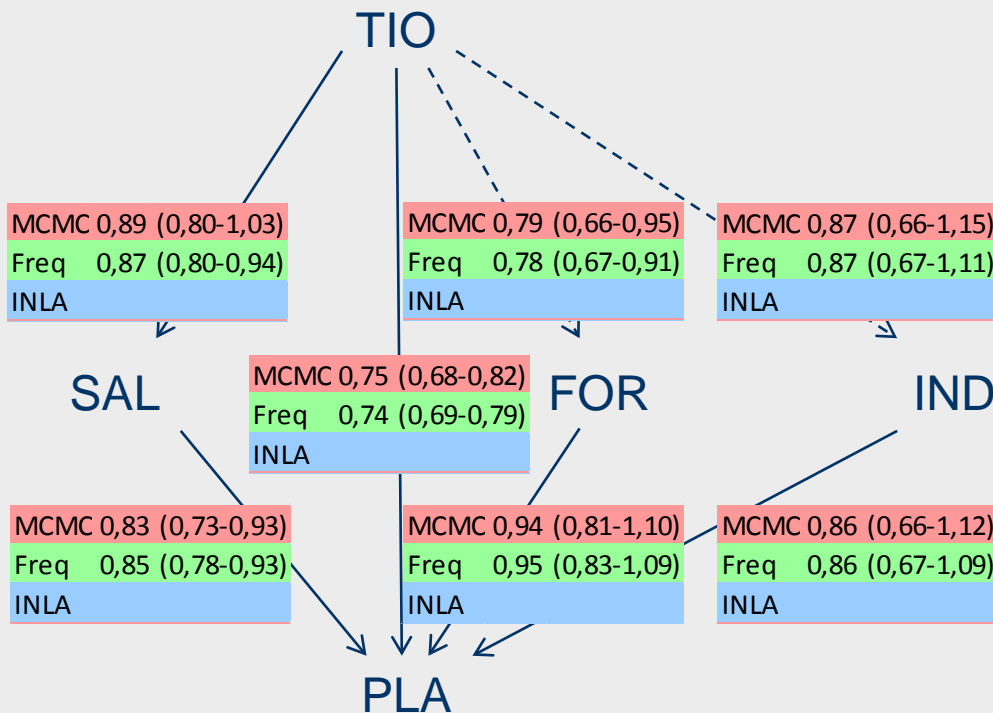 TIO
MCMC 0,89 (0,80-1,03)
Freq 0,87 (0,80-0,94)
INLA
MCMC 0,79 (0,66-0,95)
Freq 0,78 (0,67-0,91)
INLA
MCMC 0,87 (0,66-1,15)
Freq 0,87 (0,67-1,11)
INLA
SAL
MCMC 0,75 (0,68-0,82)
Freq 0,74 (0,69-0,79)
INLA
FOR
IND
MCMC 0,83 (0,73-0,93)
Freq 0,85 (0,78-0,93)
INLA
MCMC 0,94 (0,81-1,10)
Freq 0,95 (0,83-1,09)
INLA
MCMC 0,86 (0,66-1,12)
Freq 0,86 (0,67-1,09)
INLA
PLA